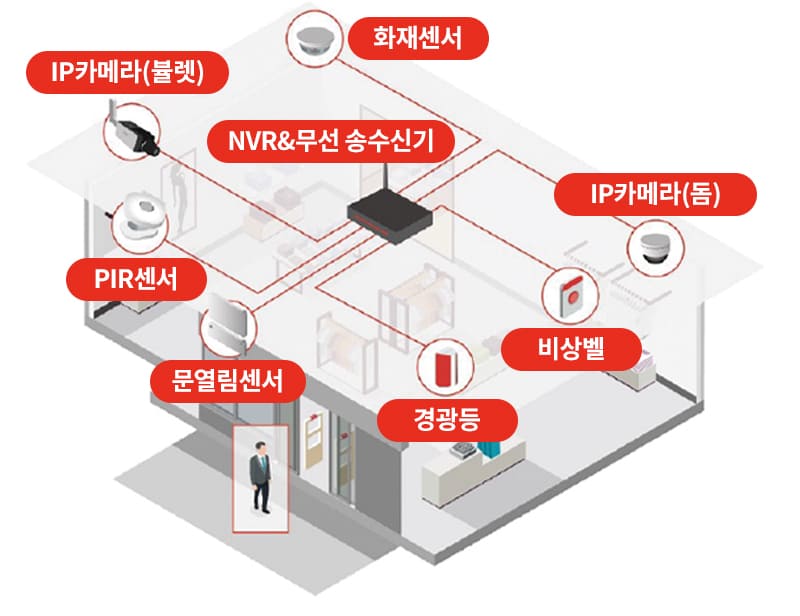 화재센서
IP카메라(뷸렛)
NVR&무선 송수신기
IP카메라(돔)
PIR센서
비상벨
문열림센서
경광등